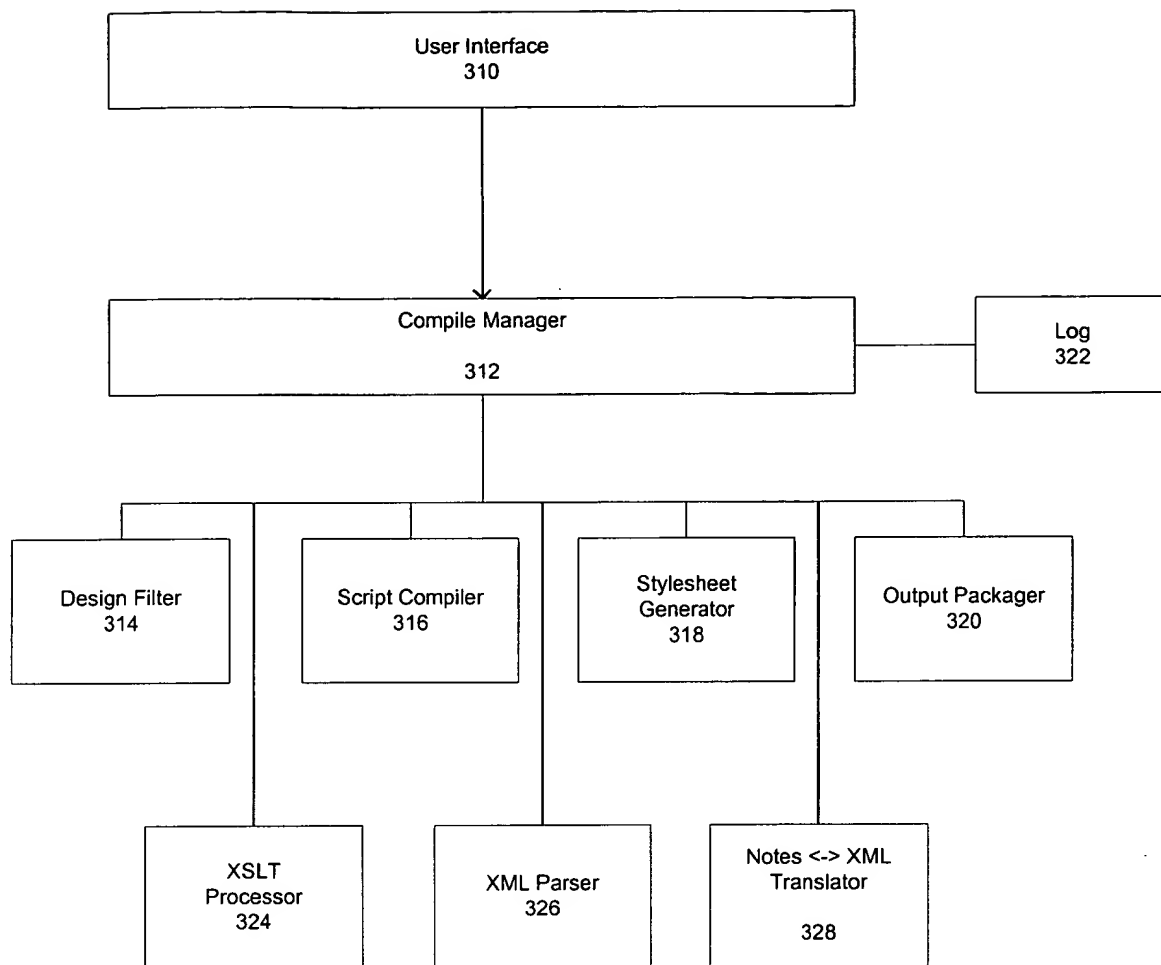 User Interface
310
Compile Manager
312
Log
322
Design Filter
314
Script Compiler
316
Stylesheet
Generator
318
Output Packager
320
XSLT
Processor
324
XML Parser
326
Notes <-> XML
Translator
328